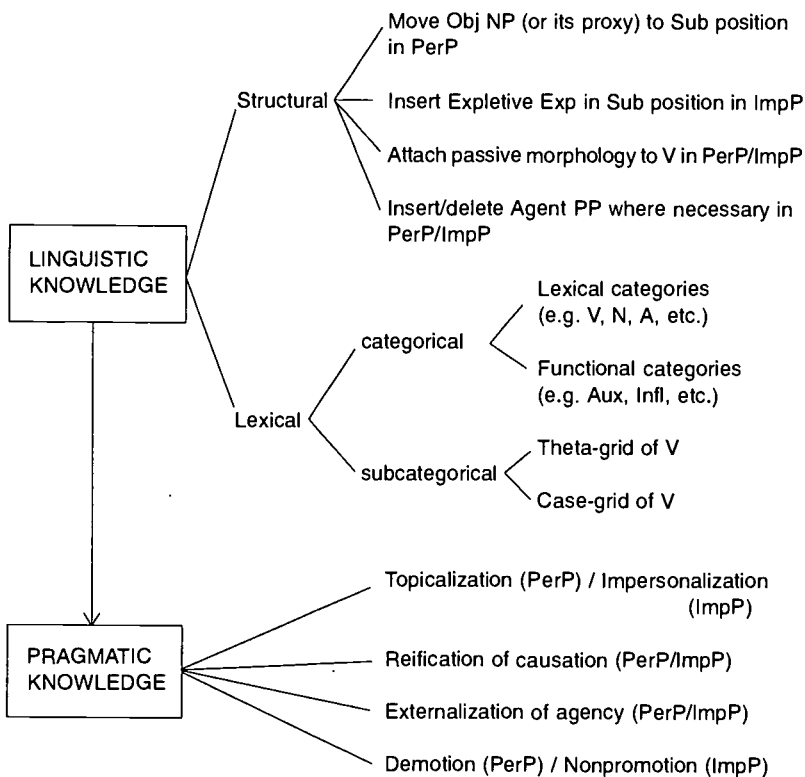 Move Obj NP (or its proxy) to Sub position
in PerP
Structural
Insert Expletive Exp in Sub position in ImpP
Attach passive morphology to V in PerP/ImpP
Insert/delete Agent PP where necessary in
PerP/ImpP
LINGUISTIC
KNOWLEDGE
Lexical categories
(e.g. V, N, A, etc.)
categorical
Functional categories
(e.g. Aux, Infl, etc.)
Lexical
Theta-grid of V
subcategorical
Case-grid of V
Topicalization (PerP) / Impersonalization
(ImpP)
PRAGMATIC
KNOWLEDGE
Reification of causation (PerP/ImpP)
Externalization of agency (PerP/ImpP)
Demotion (PerP) / Nonpromotion (ImpP)